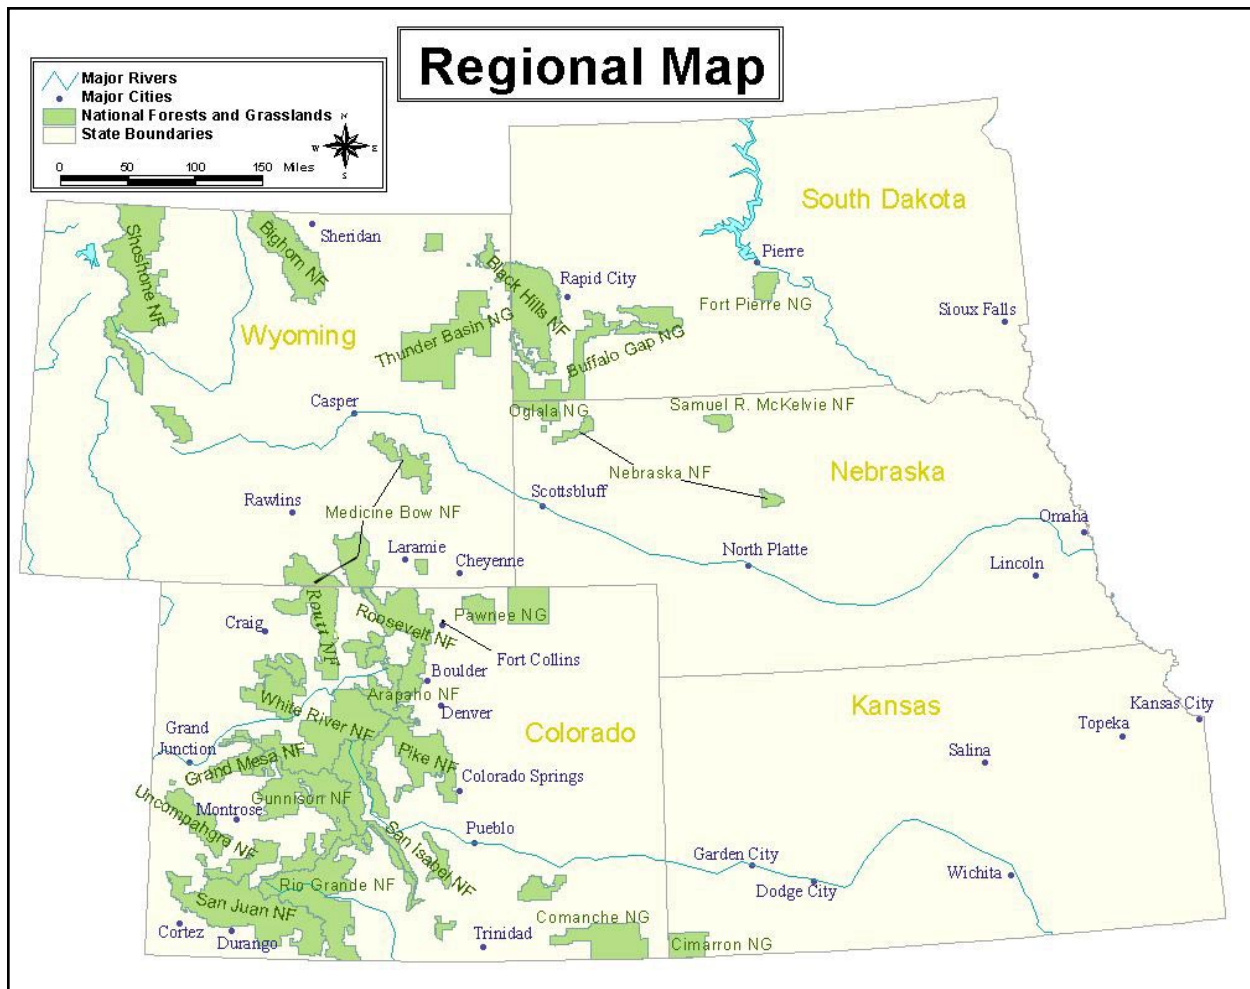 Regional Map
Major Rivers
Major Cities
National Forests and Grasslands
State Boundaries
N
W
E
S
0 50 100 150 Miles
South Dakota
Shoshone NF
Bighorn NF
Sheridan
Black Hills NF
Rapid City
Pierre
Fort Pierre NG
Sioux Falls
Wyoming
Thunder Basin NG
Buffalo Gap NG
Casper
Oglala NG
Samuel R. McKelvie NF
Nebraska NF
Nebraska
Rawlins
Medicine Bow NF
Scottsbluff
Omaha
Laramie
Cheyenne
North Platte
Lincoln
Routt NF
Roosevelt NF
Pawnee NG
Craig
Fort Collins
Boulder
Arapaho NF
Denver
White River NF
Colorado
Kansas
Kansas City
Topeka
Salina
Grand
Junction
Grand Mesa NF
Pike NF
Colorado Springs
Gunnison NF
Uncompahgre NF
Montrose
San Isabel NF
Pueblo
Garden City
Dodge City
Wichita
Rio Grande NF
San Juan NF
Comanche NG
Cimarron NG
Cortez
Durango
Trinidad